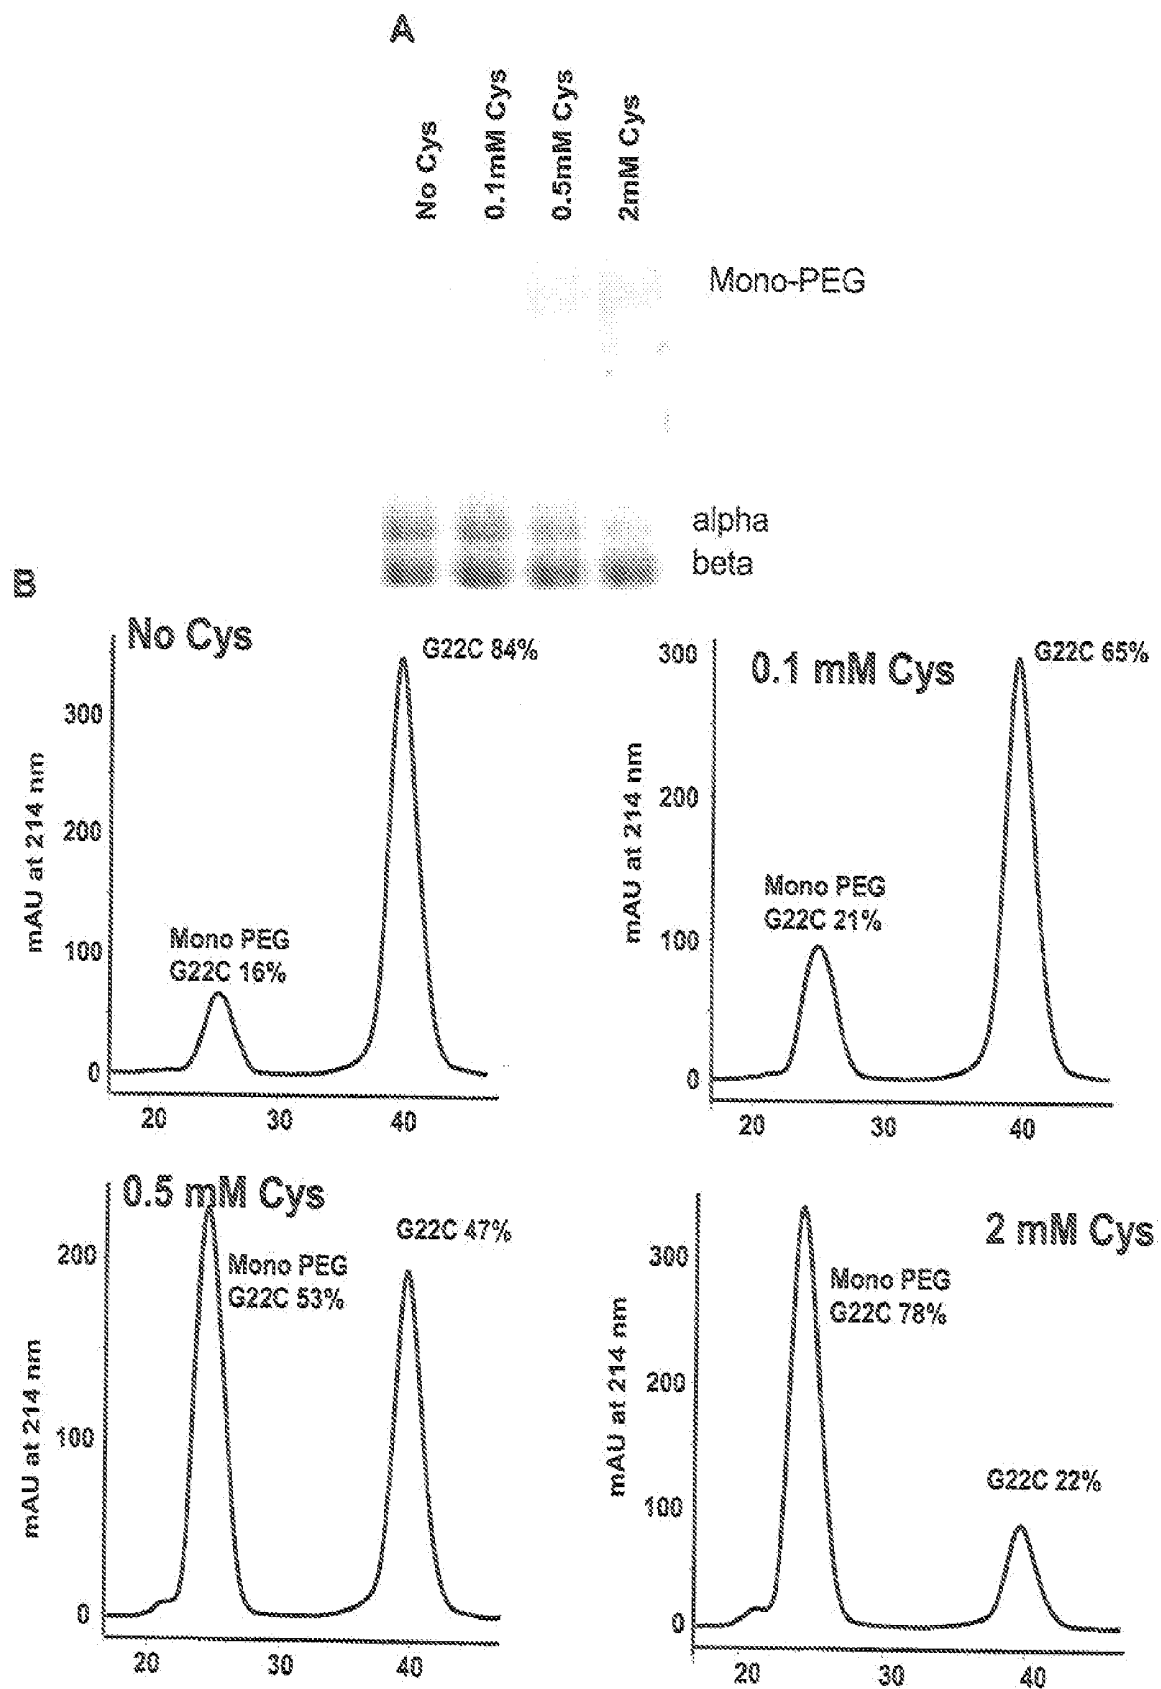 A
No Cys
0.1mM Cys
0.5mM Cys
2mM Cys
Mono-PEG
alpha
beta
B
No Cys
G22C 84%
Mono PEG
G22C 16%
mAU at 214 nm
300
200
100
0
20
30
40
0.1 mM Cys
G22C 65%
Mono PEG
G22C 21%
mAU at 214 nm
300
200
100
0
20
30
40
0.5 mM Cys
G22C 47%
Mono PEG
G22C 53%
mAU at 214 nm
200
100
0
20
30
40
2 mM Cys
Mono PEG
G22C 78%
G22C 22%
mAU at 214 nm
300
200
100
0
20
30
40